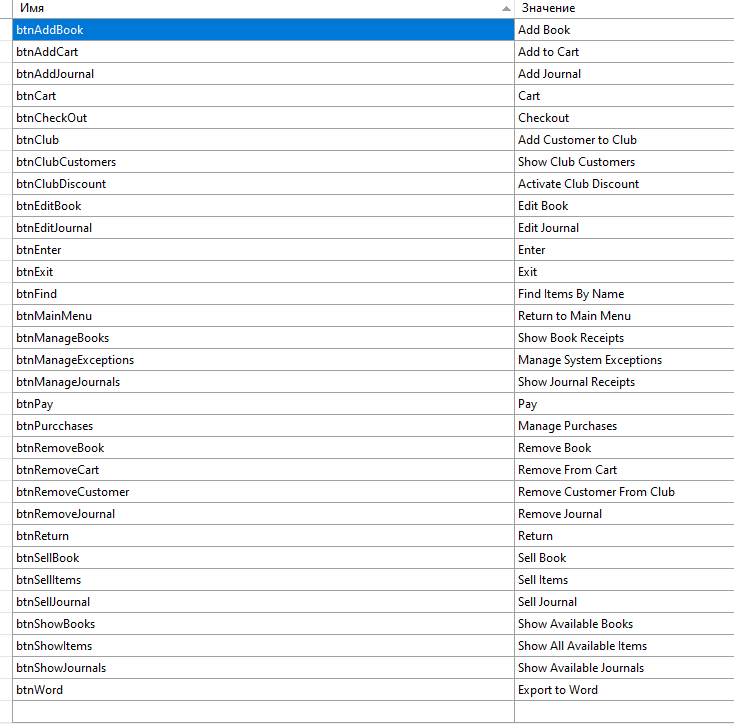 Имя Значение
btnAddBook Add Book
btnAddCart Add to Cart
btnAddJournal Add Journal
btnCart Cart
btnCheckOut Checkout
btnClub Add Customer to Club
btnClubCustomers Show Club Customers
btnClubDiscount Activate Club Discount
btnEditBook Edit Book
btnEditJournal Edit Journal
btnEnter Enter
btnExit Exit
btnFind Find Items By Name
btnMainMenu Return to Main Menu
btnManageBooks Show Book Receipts
btnManageExceptions Manage System Exceptions
btnManageJournals Show Journal Receipts
btnPay Pay
btnPurcchases Manage Purchases
btnRemoveBook Remove Book
btnRemoveCart Remove From Cart
btnRemoveCustomer Remove Customer From Club
btnRemoveJournal Remove Journal
btnReturn Return
btnSellBook Sell Book
btnSellItems Sell Items
btnSellJournal Sell Journal
btnShowBooks Show Available Books
btnShowItems Show All Available Items
btnShowJournals Show Available Journals
btnWord Export to Word